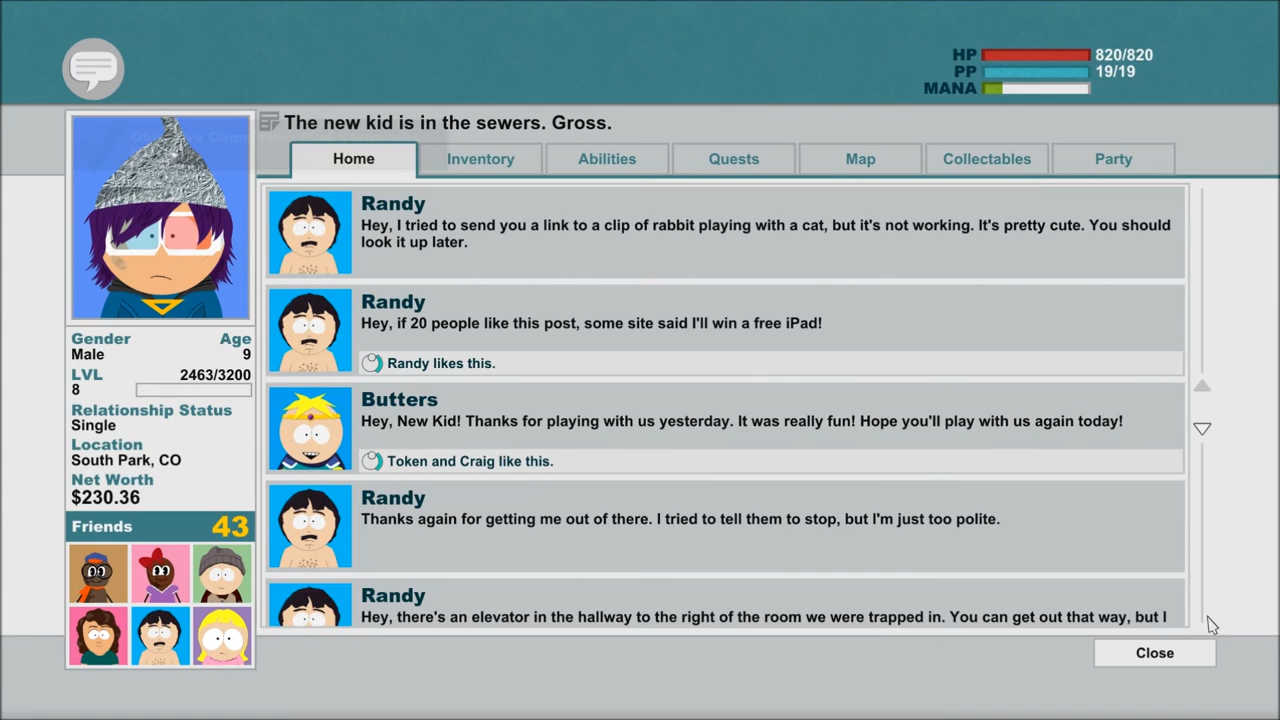 HP 820/820
PP 19/19
MANA
The new kid is in the sewers. Gross.
Home Inventory Abilities Quests Map Collectables Party
Gender Age
Male 9
LVL 2463/3200
8
Relationship Status
Single
Location
South Park, CO
Net Worth
$230.36
Friends 43
Randy
Hey, I tried to send you a link to a clip of rabbit playing with a cat, but it's not working. It's pretty cute. You should
look it up later.
Randy
Hey, if 20 people like this post, some site said I'll win a free iPad!
Randy likes this.
Butters
Hey, New Kid! Thanks for playing with us yesterday. It was really fun! Hope you'll play with us again today!
Token and Craig like this.
Randy
Thanks again for getting me out of there. I tried to tell them to stop, but I'm just too polite.
Randy
Hey, there's an elevator in the hallway to the right of the room we were trapped in. You can get out that way, but I
Close